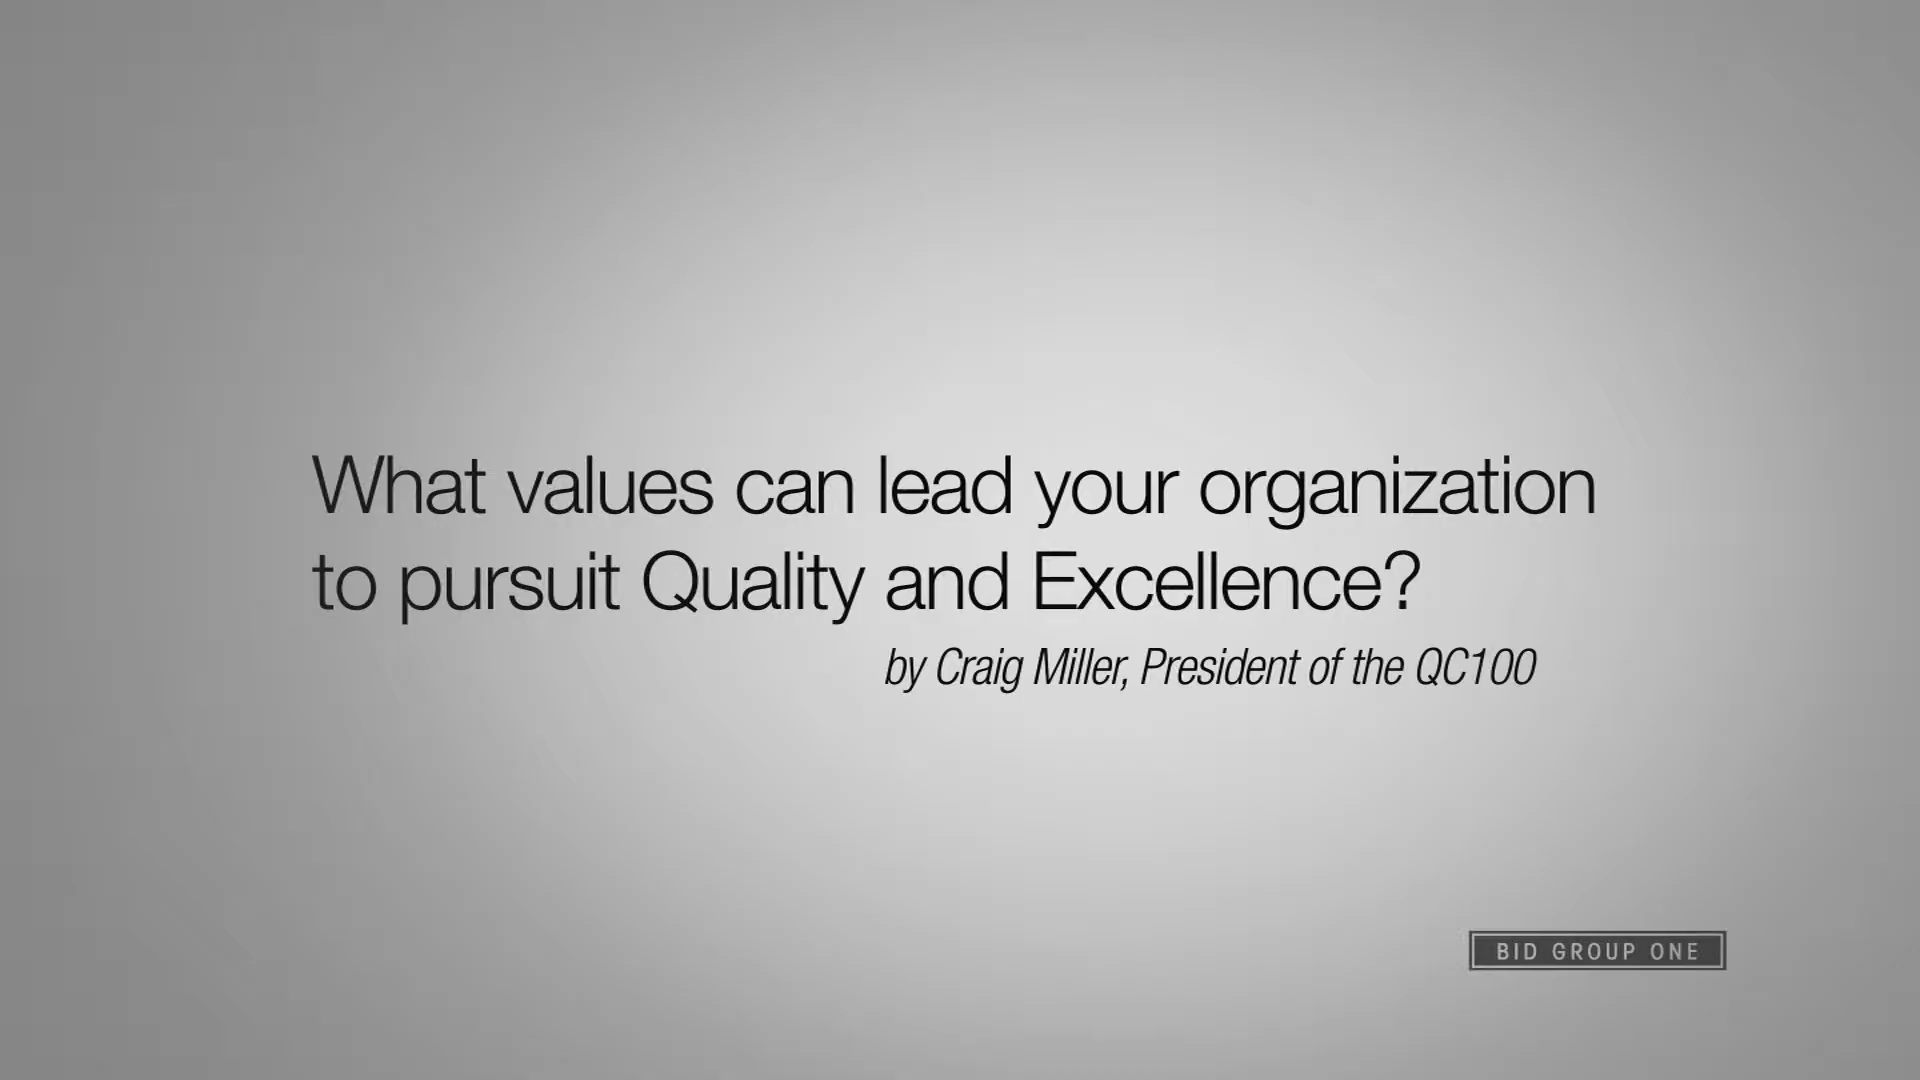 What values can lead your organization
to pursuit Quality and Excellence?
by Craig Miller, President of the QC100
BID GROUP ONE